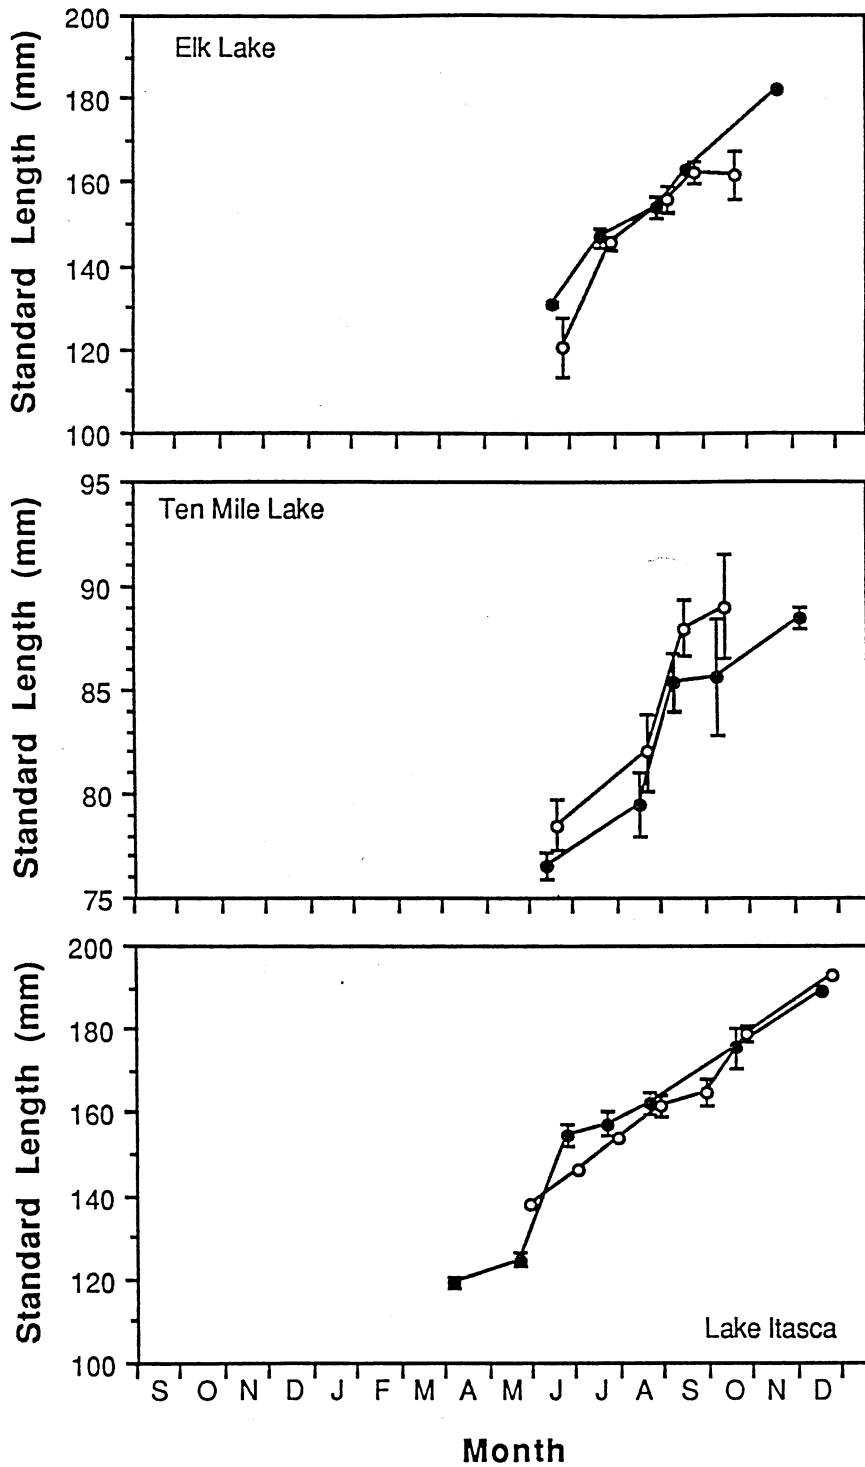 Elk Lake
Standard Length (mm)
200
180
160
140
120
100
Ten Mile Lake
Standard Length (mm)
95
90
85
80
75
Lake Itasca
Standard Length (mm)
200
180
160
140
120
100
S O N D J F M A M J J A S O N D
Month